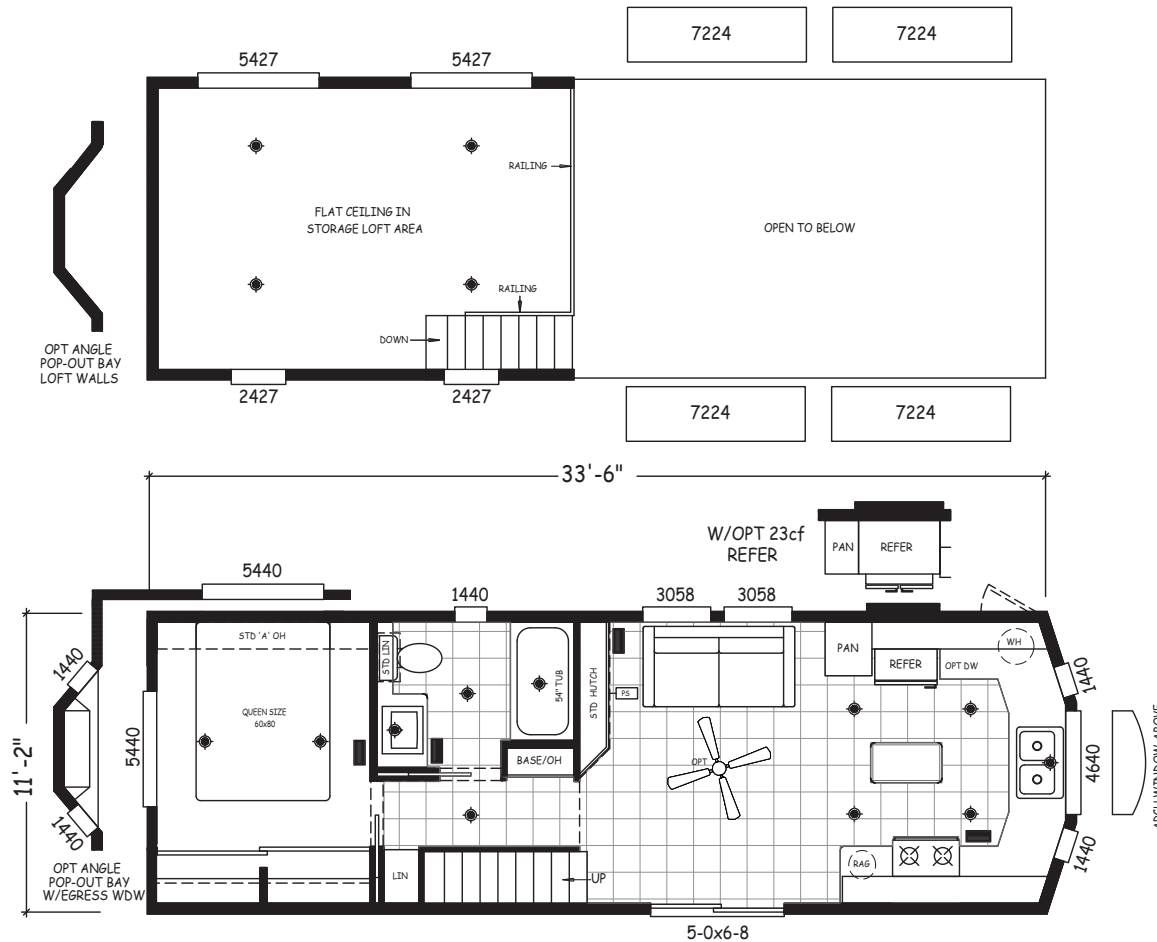 7224
7224
5427
5427
RAILING
FLAT CEILING IN
STORAGE LOFT AREA
OPEN TO BELOW
RAILING
DOWN
OPT ANGLE
POP-OUT BAY
LOFT WALLS
2427
2427
7224
7224
33'-6"
W/OPT 23cf
REFER
PAN
REFER
5440
1440
3058
3058
STD 'A' OH
STD LIN
WH
PAN
REFER
OPT DW
1440
1440
54" TUB
STD HUTCH
PS
QUEEN SIZE
60x80
5440
11'-2"
BASE/OH
OPT
4640
ARCH WINDOW ABOVE
1440
1440
OPT ANGLE
POP-OUT BAY
W/EGRESS WDW
LIN
UP
RAG
5-0x6-8